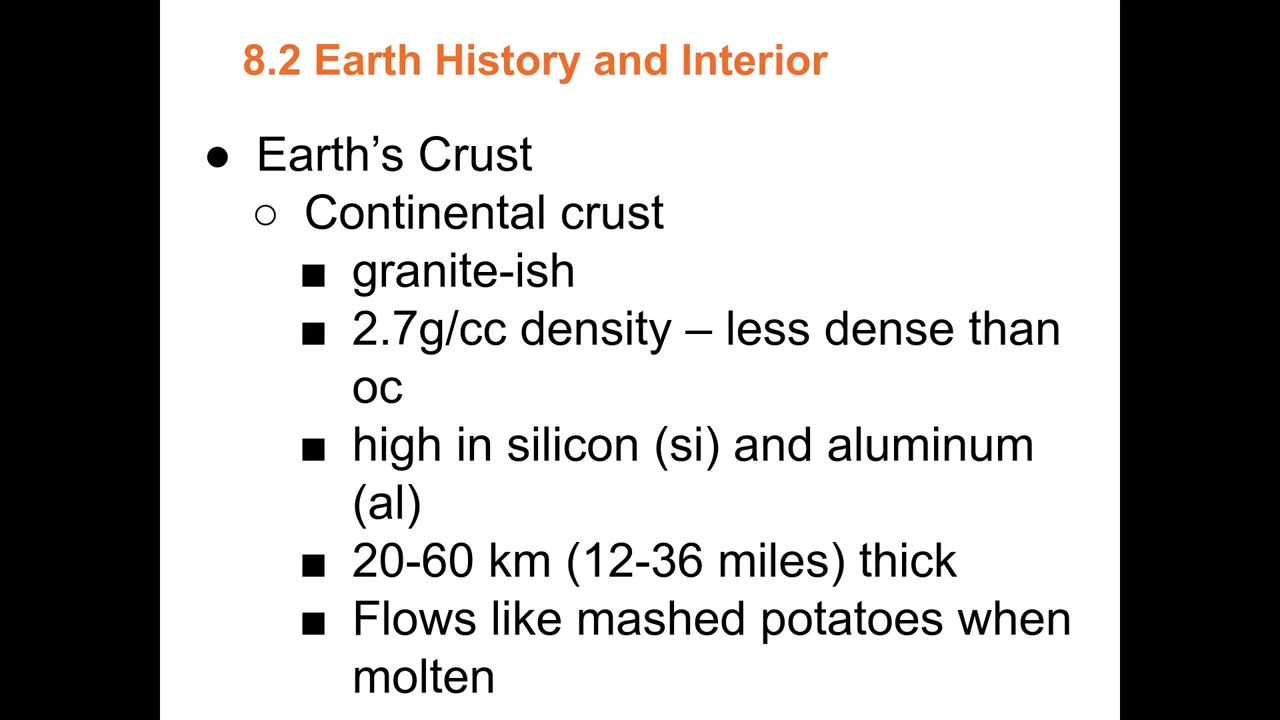 8.2 Earth History and Interior
● Earth’s Crust
○ Continental crust
■ granite-ish
■ 2.7g/cc density – less dense than
oc
■ high in silicon (si) and aluminum
(al)
■ 20-60 km (12-36 miles) thick
■ Flows like mashed potatoes when
molten